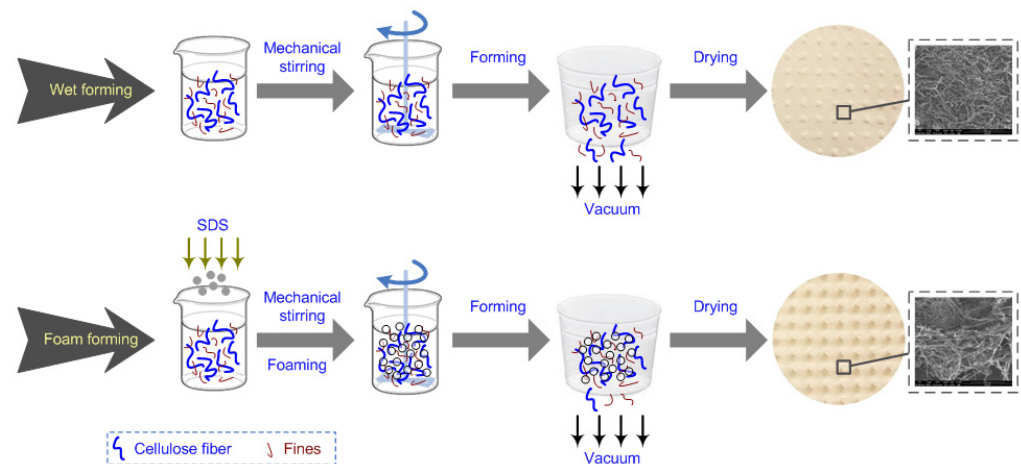 Wet forming
Mechanical
stirring
Forming
Drying
Vacuum
SDS
Foam forming
Mechanical
stirring
Foaming
Forming
Drying
Vacuum
Cellulose fiber
Fines